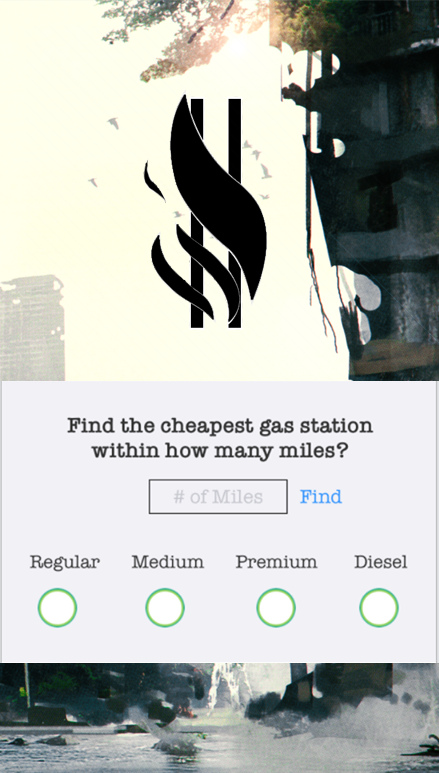 Find the cheapest gas station
within how many miles?
# of Miles Find
Regular Medium Premium Diesel